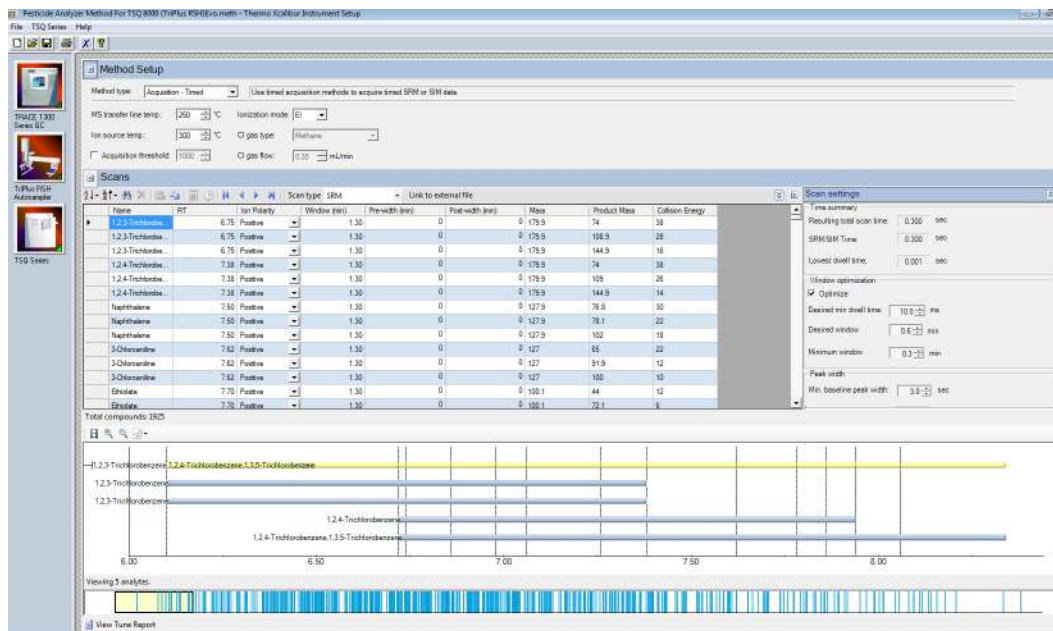 Pesticide Analyzer Method For TSQ 8000 (TriPlus RSH)Evo.meth - Thermo Xcalibur Instrument Setup
File TSQ Series Help
TRACE 1300 Series GC
TriPlus RSH Autosampler
TSQ Series
Method Setup
Method type: Acquisition - Timed Use timed acquisition methods to acquire timed SRM or SIM data.
MS transfer line temp.: 250 °C Ionization mode: EI
Ion source temp.: 300 °C CI gas type: Methane
Acquisition threshold: 1000 CI gas flow: mL/min
Scans
Scan type SRM Link to external file
Name RT Ion Polarity Window (min) Pre-width (min) Post-width (min) Mass Product Mass Collision Energy
1,2,3-Trichlorobe... 6.75 Positive 1.30 0 0 179.9 74 38
1,2,3-Trichlorobe... 6.75 Positive 1.30 0 0 179.9 108.9 28
1,2,3-Trichlorobe... 6.75 Positive 1.30 0 0 179.9 144.9 16
1,2,4-Trichlorobe... 7.38 Positive 1.30 0 0 179.9 74 38
1,2,4-Trichlorobe... 7.38 Positive 1.30 0 0 179.9 109 26
1,2,4-Trichlorobe... 7.38 Positive 1.30 0 0 179.9 144.9 14
Naphthalene 7.50 Positive 1.30 0 0 127.9 76.8 30
Naphthalene 7.50 Positive 1.30 0 0 127.9 78.1 22
Naphthalene 7.50 Positive 1.30 0 0 127.9 102 18
3-Chloroaniline 7.62 Positive 1.30 0 0 127 65 22
3-Chloroaniline 7.62 Positive 1.30 0 0 127 91.9 12
3-Chloroaniline 7.62 Positive 1.30 0 0 127 100 10
Ethiolate 7.70 Positive 1.30 0 0 100.1 44 12
Ethiolate 7.70 Positive 1.30 0 0 100.1 72.1 6
Scan settings
Time summary
Resulting total scan time: 0.300 sec
SRM/SIM Time 0.300 sec
Lowest dwell time: 0.001 sec
Window optimization
Optimize
Desired min dwell time: 10.0 ms
Desired window 0.6 min
Minimum window 0.3 min
Peak width
Min. baseline peak width: 3.0 sec
Total compounds: 1925
1,2,3-Trichlorobenzene,1,2,4-Trichlorobenzene,1,3,5-Trichlorobenzene
1,2,3-Trichlorobenzene
1,2,3-Trichlorobenzene
1,2,4-Trichlorobenzene
1,2,4-Trichlorobenzene,1,3,5-Trichlorobenzene
6.00 6.50 7.00 7.50 8.00
Viewing 5 analytes.
View Tune Report